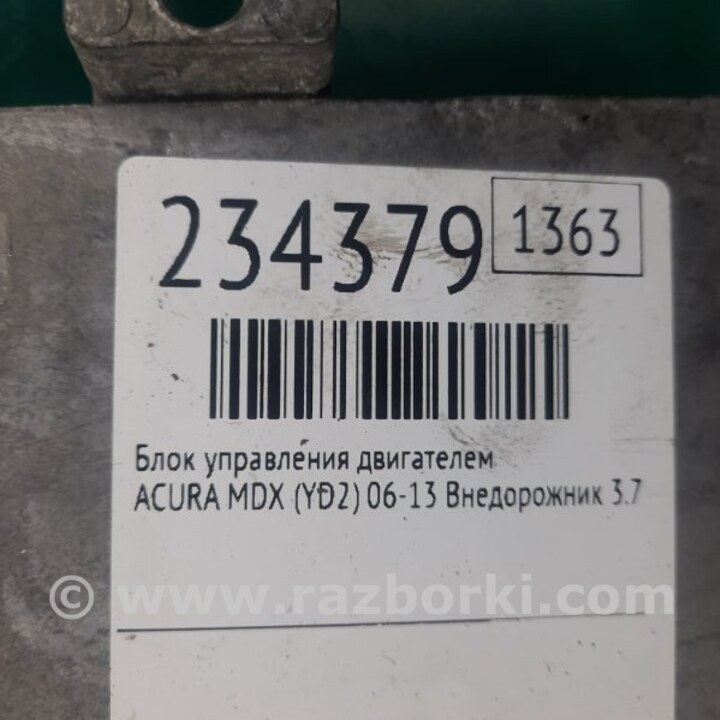 234379 1363
Блок управления двигателем
ACURA MDX (YD2) 06-13 Внедорожник 3.7
© www.razborki.com